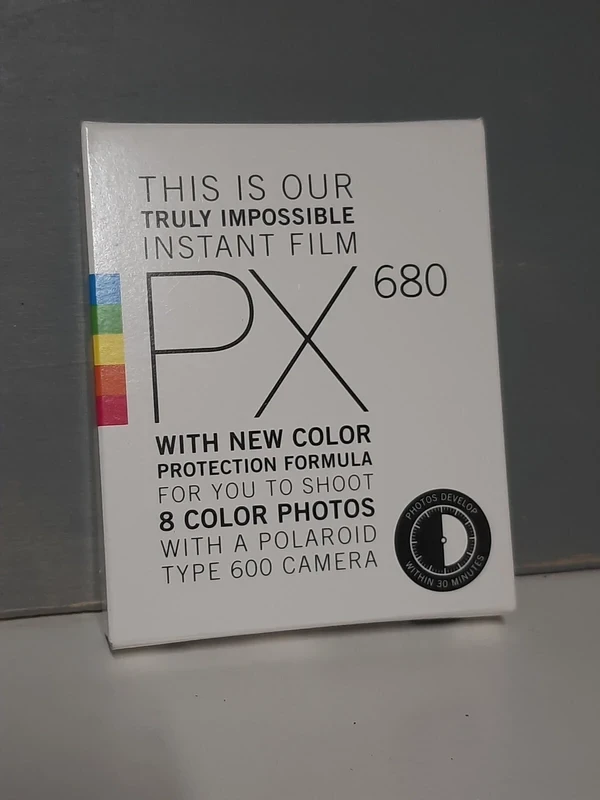 THIS IS OUR
TRULY IMPOSSIBLE
INSTANT FILM
PX 680
WITH NEW COLOR
PROTECTION FORMULA
FOR YOU TO SHOOT
8 COLOR PHOTOS
WITH A POLAROID
TYPE 600 CAMERA
PHOTOS DEVELOP
WITHIN 30 MINUTES